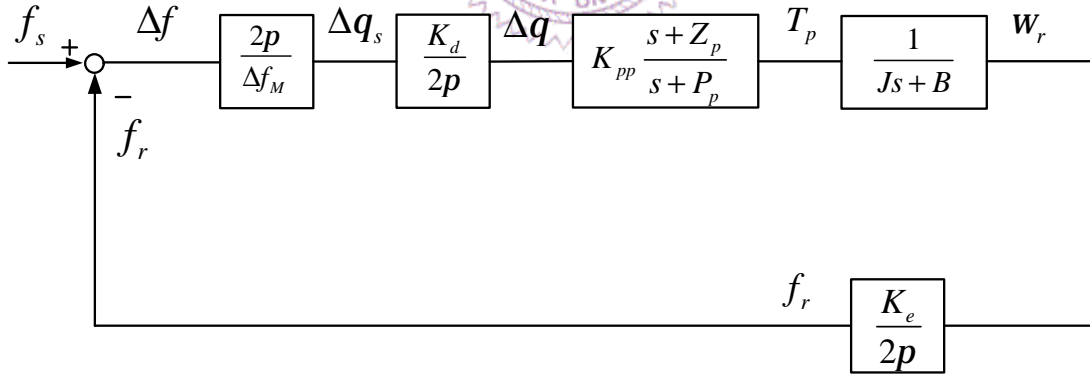 f_s + Δf 2p/Δf_M Δq_s K_d/2p Δq K_pp (s + Z_p)/(s + P_p) T_p 1/(Js + B) w_r
−
f_r
f_r K_e/2p